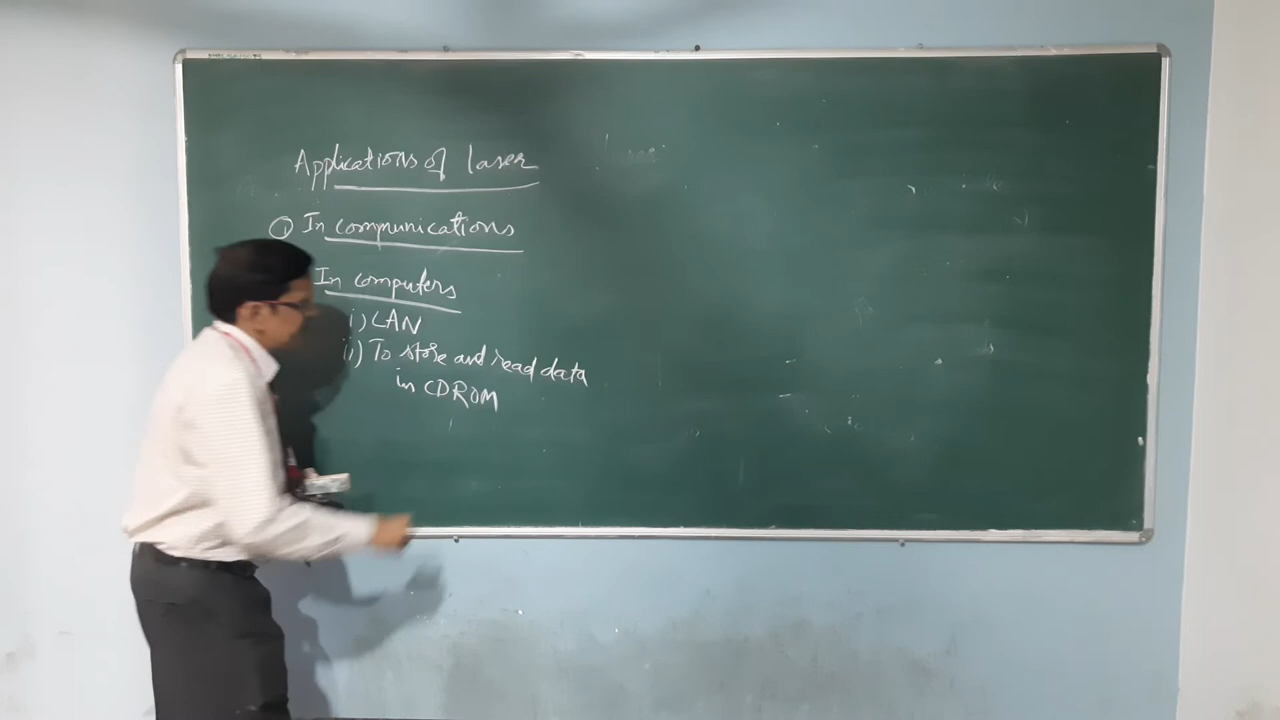 Applications of laser
① In communications
In computers
i) LAN
ii) To store and read data
in CDROM